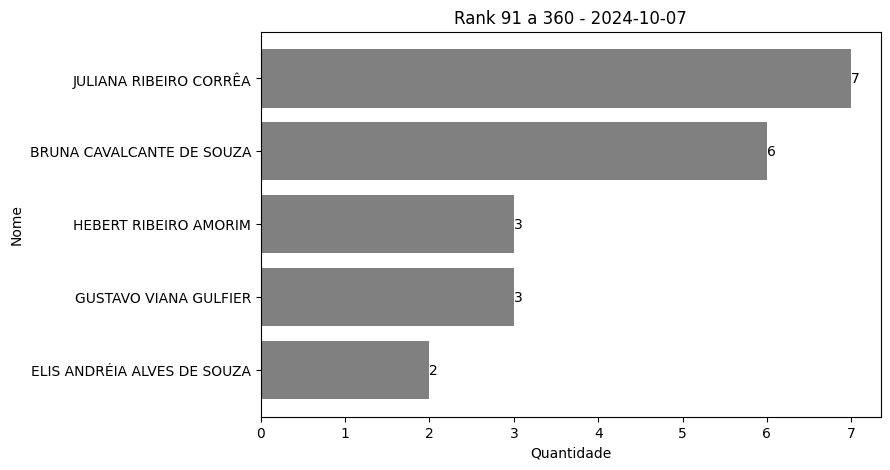 Rank 91 a 360 - 2024-10-07
JULIANA RIBEIRO CORRÊA
7
BRUNA CAVALCANTE DE SOUZA
6
HEBERT RIBEIRO AMORIM
3
GUSTAVO VIANA GULFIER
3
ELIS ANDRÉIA ALVES DE SOUZA
2
Nome
0 1 2 3 4 5 6 7
Quantidade